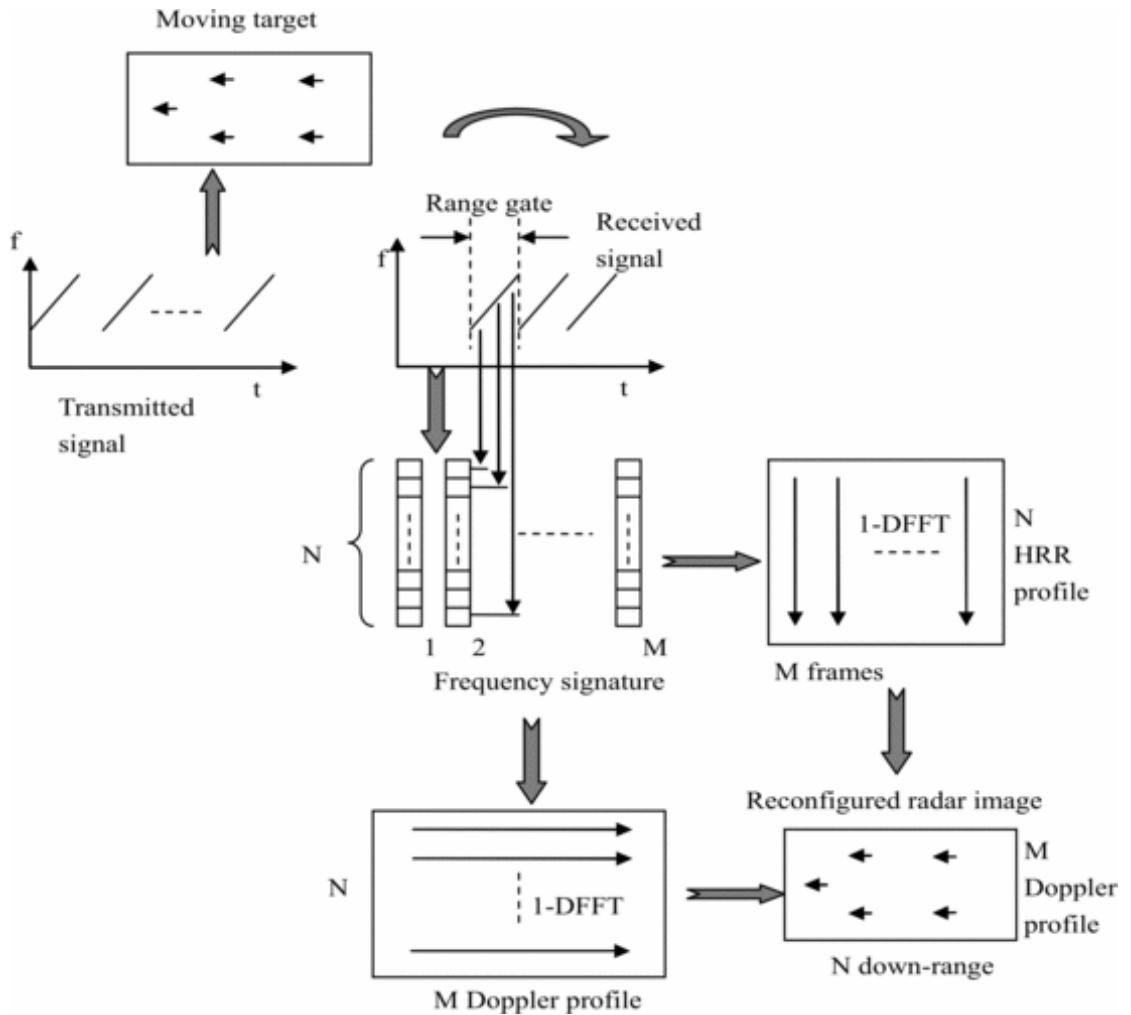 Moving target
Range gate
Received
signal
f
f
t
t
Transmitted
signal
N
1
2
M
Frequency signature
1-DFFT
N
HRR
profile
M frames
Reconfigured radar image
N
1-DFFT
M Doppler profile
M
Doppler
profile
N down-range